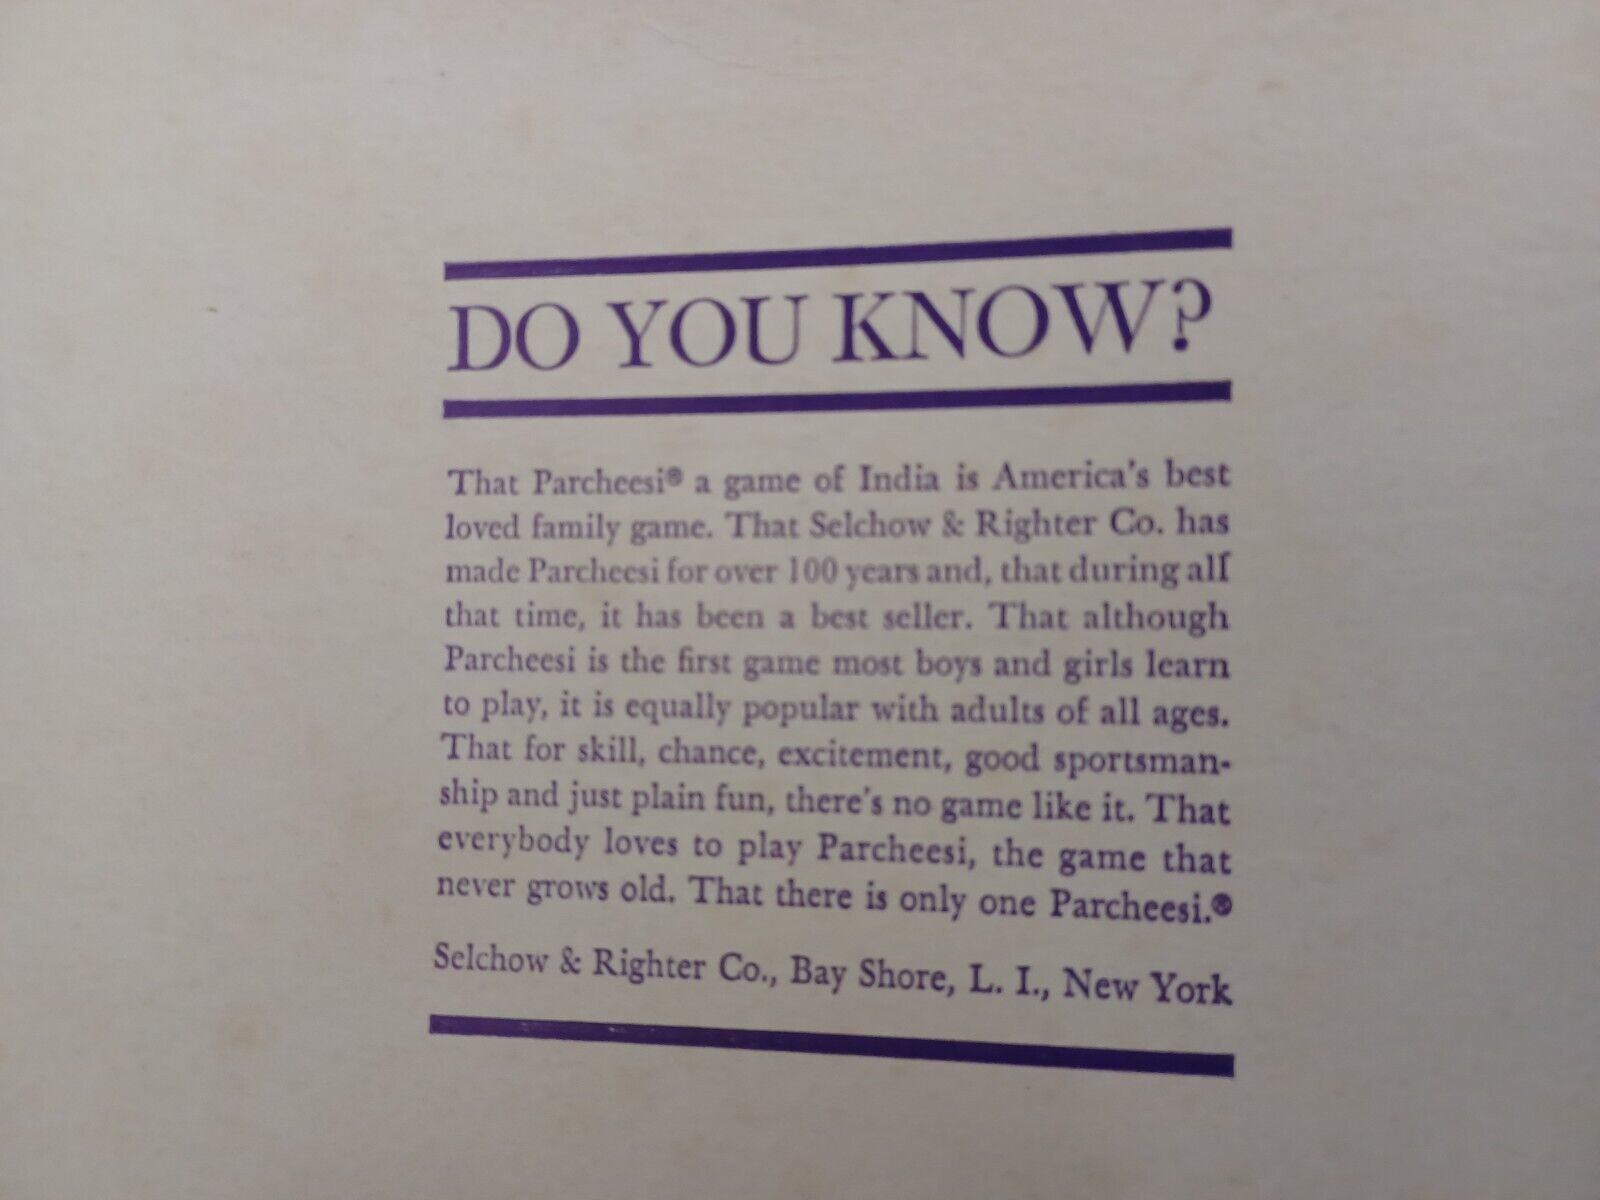 DO YOU KNOW?
That Parcheesi® a game of India is America's best
loved family game. That Selchow & Righter Co. has
made Parcheesi for over 100 years and, that during all
that time, it has been a best seller. That although
Parcheesi is the first game most boys and girls learn
to play, it is equally popular with adults of all ages.
That for skill, chance, excitement, good sportsman-
ship and just plain fun, there's no game like it. That
everybody loves to play Parcheesi, the game that
never grows old. That there is only one Parcheesi.®
Selchow & Righter Co., Bay Shore, L. I., New York